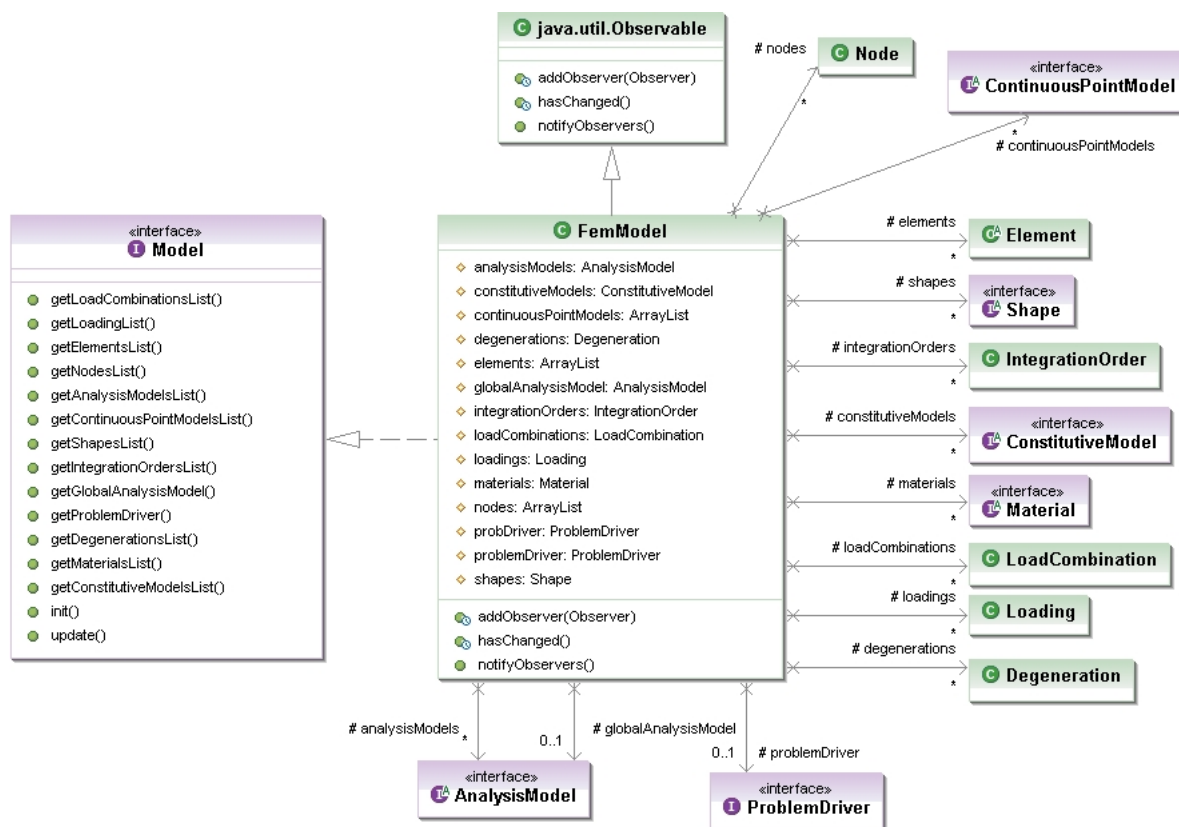 java.util.Observable
addObserver(Observer)
hasChanged()
notifyObservers()
# nodes
*
Node
«interface»
ContinuousPointModel
*
# continuousPointModels
«interface»
Model
getLoadCombinationsList()
getLoadingList()
getElementsList()
getNodesList()
getAnalysisModelsList()
getContinuousPointModelsList()
getShapesList()
getIntegrationOrdersList()
getGlobalAnalysisModel()
getProblemDriver()
getDegenerationsList()
getMaterialsList()
getConstitutiveModelsList()
init()
update()
FemModel
analysisModels: AnalysisModel
constitutiveModels: ConstitutiveModel
continuousPointModels: ArrayList
degenerations: Degeneration
elements: ArrayList
globalAnalysisModel: AnalysisModel
integrationOrders: IntegrationOrder
loadCombinations: LoadCombination
loadings: Loading
materials: Material
nodes: ArrayList
probDriver: ProblemDriver
problemDriver: ProblemDriver
shapes: Shape
addObserver(Observer)
hasChanged()
notifyObservers()
# elements
*
Element
# shapes
*
«interface»
Shape
# integrationOrders
*
IntegrationOrder
# constitutiveModels
*
«interface»
ConstitutiveModel
# materials
*
«interface»
Material
# loadCombinations
*
LoadCombination
# loadings
*
Loading
# degenerations
*
Degeneration
# analysisModels
*
0..1
# globalAnalysisModel
0..1
# problemDriver
«interface»
AnalysisModel
«interface»
ProblemDriver